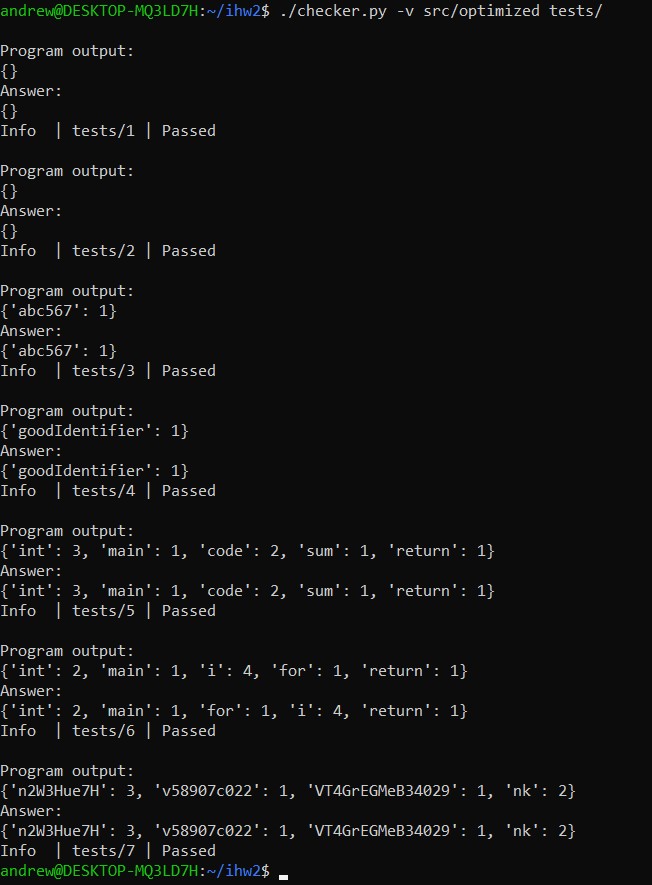 andrew@DESKTOP-MQ3LD7H:~/ihw2$ ./checker.py -v src/optimized tests/
Program output:
{}
Answer:
{}
Info  | tests/1 | Passed
Program output:
{}
Answer:
{}
Info  | tests/2 | Passed
Program output:
{'abc567': 1}
Answer:
{'abc567': 1}
Info  | tests/3 | Passed
Program output:
{'goodIdentifier': 1}
Answer:
{'goodIdentifier': 1}
Info  | tests/4 | Passed
Program output:
{'int': 3, 'main': 1, 'code': 2, 'sum': 1, 'return': 1}
Answer:
{'int': 3, 'main': 1, 'code': 2, 'sum': 1, 'return': 1}
Info  | tests/5 | Passed
Program output:
{'int': 2, 'main': 1, 'i': 4, 'for': 1, 'return': 1}
Answer:
{'int': 2, 'main': 1, 'for': 1, 'i': 4, 'return': 1}
Info  | tests/6 | Passed
Program output:
{'n2W3Hue7H': 3, 'v58907c022': 1, 'VT4GrEGMeB34029': 1, 'nk': 2}
Answer:
{'n2W3Hue7H': 3, 'v58907c022': 1, 'VT4GrEGMeB34029': 1, 'nk': 2}
Info  | tests/7 | Passed
andrew@DESKTOP-MQ3LD7H:~/ihw2$